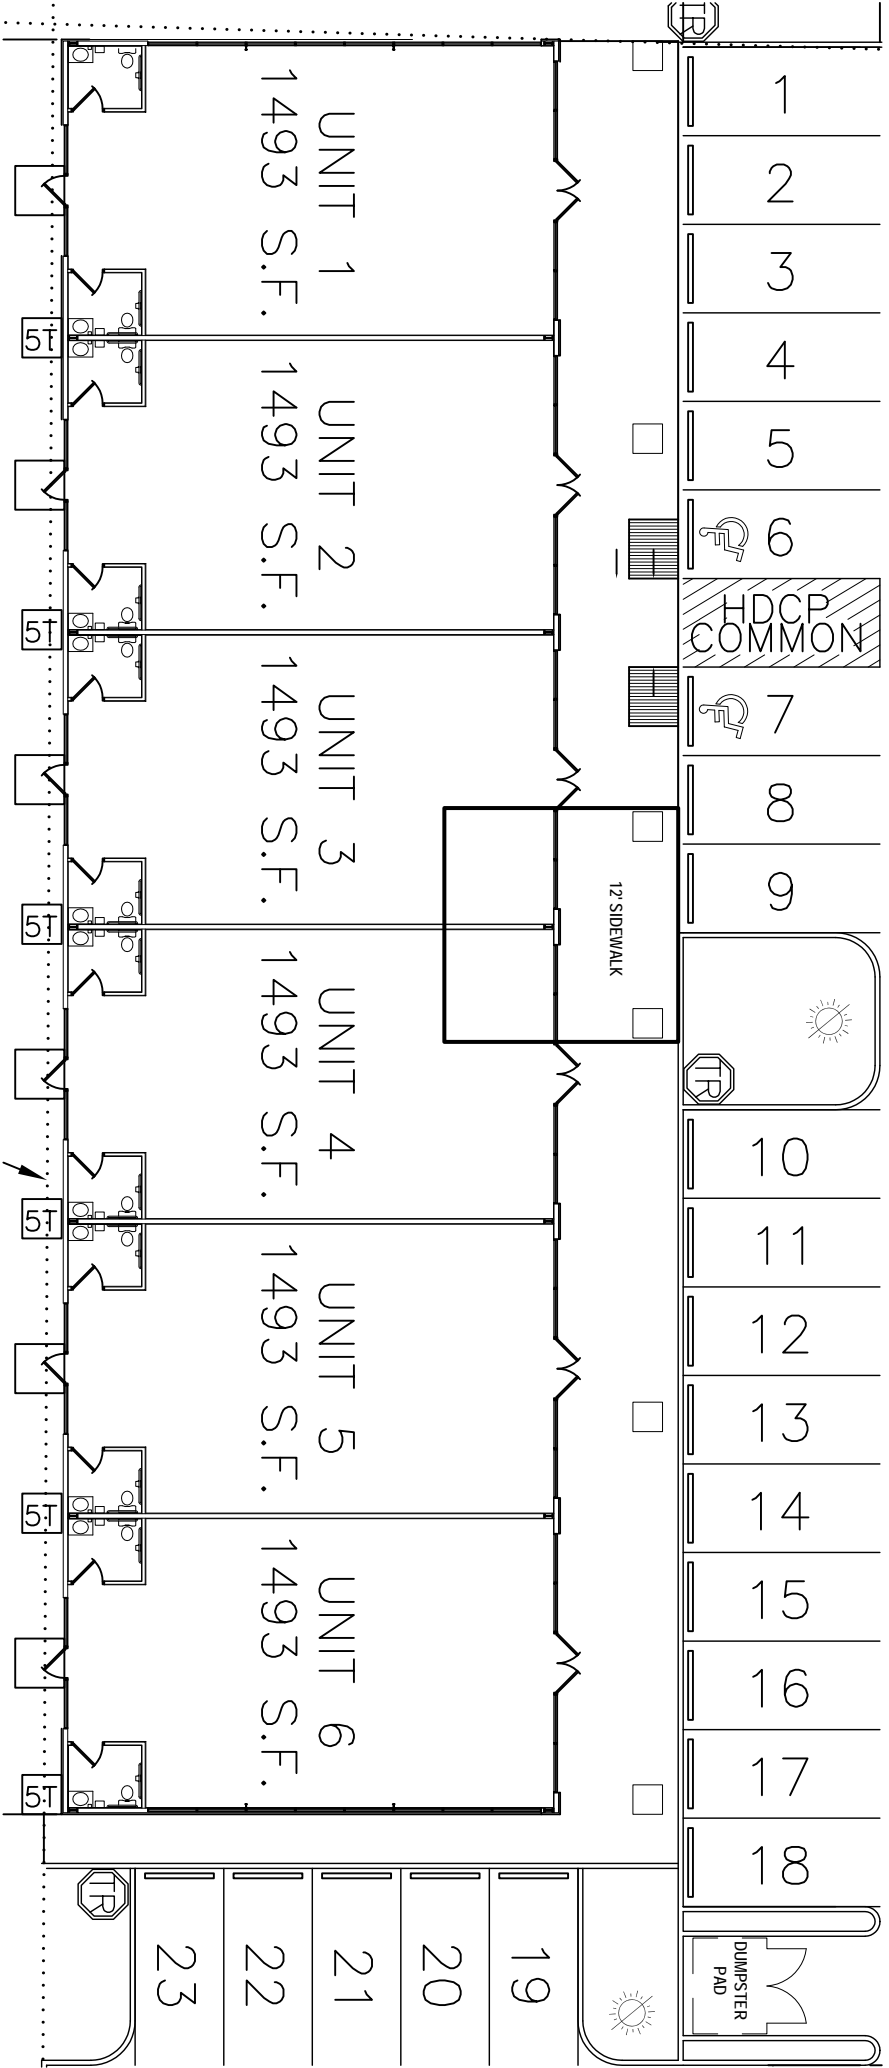 TR
1
2
3
4
5
6
HDCP
COMMON
7
8
9
TR
10
11
12
13
14
15
16
17
18
UNIT 1
1493 S.F.
5T
UNIT 2
1493 S.F.
5T
UNIT 3
1493 S.F.
5T
12' SIDEWALK
UNIT 4
1493 S.F.
5T
UNIT 5
1493 S.F.
5T
UNIT 6
1493 S.F.
5T
TR
23
22
21
20
19
DUMPSTER
PAD